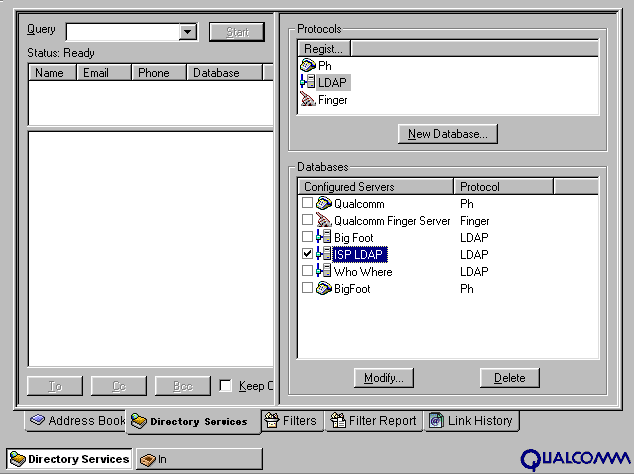 Query
Start
Status: Ready
Name Email Phone Database
To Cc Bcc Keep
Protocols
Regist...
Ph
LDAP
Finger
New Database...
Databases
Configured Servers Protocol
Qualcomm Ph
Qualcomm Finger Server Finger
Big Foot LDAP
ISP LDAP LDAP
Who Where LDAP
BigFoot Ph
Modify... Delete
Address Book Directory Services Filters Filter Report Link History
Directory Services In
QUALCOMM